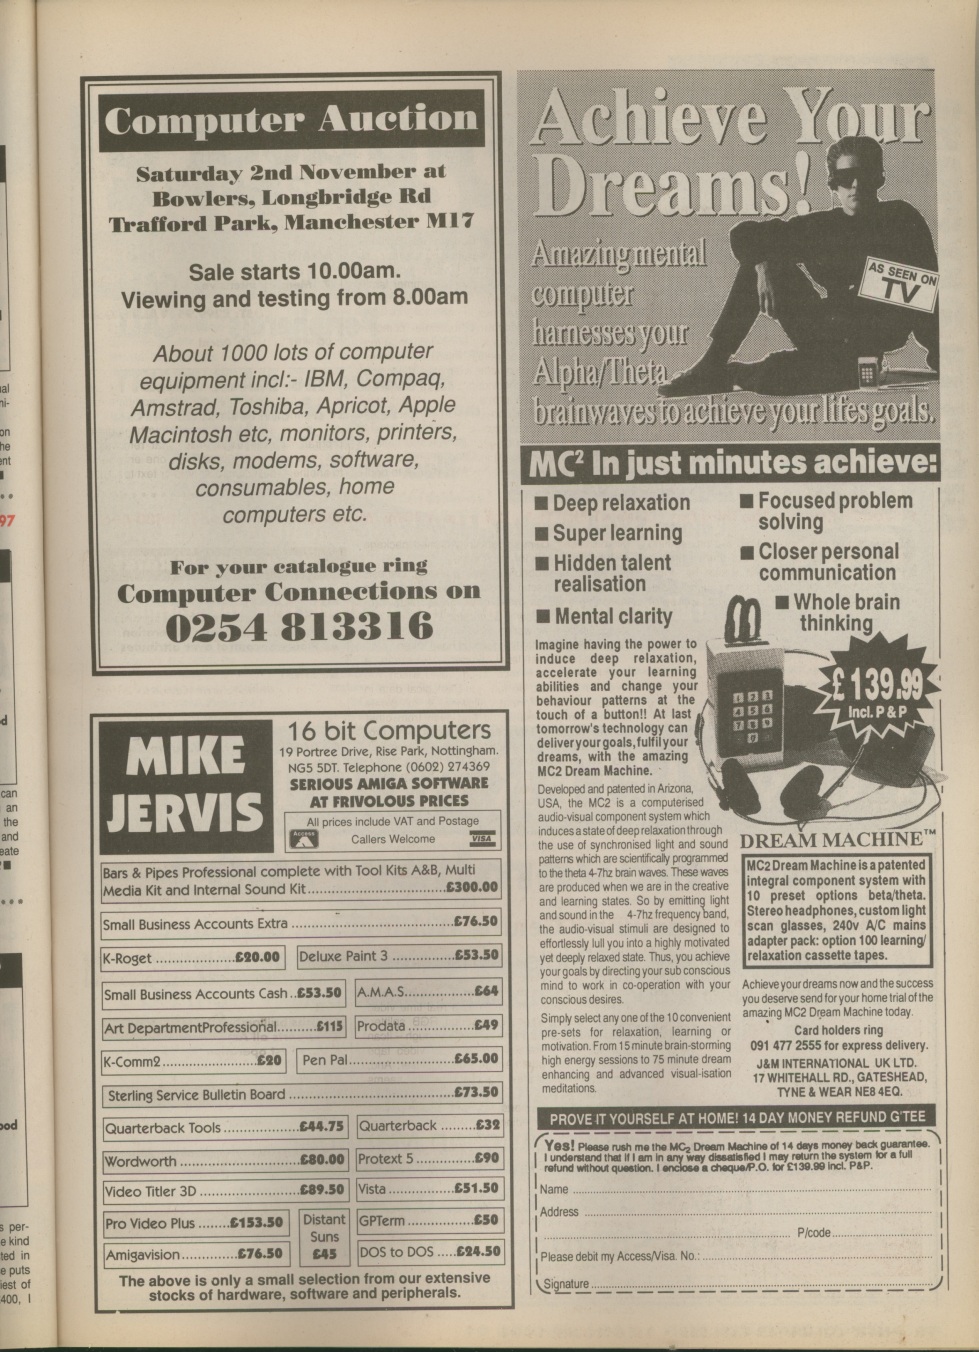 Computer Auction
Saturday 2nd November at
Bowlers, Longbridge Rd
Trafford Park, Manchester M17
Sale starts 10.00am.
Viewing and testing from 8.00am
About 1000 lots of computer
equipment incl:- IBM, Compaq,
Amstrad, Toshiba, Apricot, Apple
Macintosh etc, monitors, printers,
disks, modems, software,
consumables, home
computers etc.
For your catalogue ring
Computer Connections on
0254 813316
MIKE
JERVIS
16 bit Computers
19 Portree Drive, Rise Park, Nottingham.
NG5 5DT. Telephone (0602) 274369
SERIOUS AMIGA SOFTWARE
AT FRIVOLOUS PRICES
All prices include VAT and Postage
Access Callers Welcome VISA
Bars & Pipes Professional complete with Tool Kits A&B, Multi
Media Kit and Internal Sound Kit..............................£300.00
Small Business Accounts Extra ....................................£76.50
K-Roget ..............£20.00
Deluxe Paint 3 ..............£53.50
Small Business Accounts Cash..£53.50
A.M.A.S...............£64
Art DepartmentProfessional.........£115
Prodata ...............£49
K-Comm2.........................£20
Pen Pal......................£65.00
Sterling Service Bulletin Board ....................................£73.50
Quarterback Tools ................£44.75
Quarterback ........£32
Wordworth ..........................£80.00
Protext 5 ..............£90
Video Titler 3D .....................£89.50
Vista.................£51.50
Pro Video Plus ........£153.50
Distant
Suns
£45
GPTerm ..............£50
Amigavision..............£76.50
DOS to DOS .....£24.50
The above is only a small selection from our extensive
stocks of hardware, software and peripherals.
Achieve Your
Dreams!
Amazing mental
computer
harnesses your
Alpha/Theta
brainwaves to achieve your lifes goals.
AS SEEN ON
TV
MC² In just minutes achieve:
■ Deep relaxation
■ Super learning
■ Hidden talent
realisation
■ Mental clarity
■ Focused problem
solving
■ Closer personal
communication
■ Whole brain
thinking
£139.99
Incl. P & P
1 2 3
4 5 6
7 8 9
0
Imagine having the power to
induce deep relaxation,
accelerate your learning
abilities and change your
behaviour patterns at the
touch of a button!! At last
tomorrow's technology can
deliver your goals, fulfil your
dreams, with the amazing
MC2 Dream Machine.
Developed and patented in Arizona,
USA, the MC2 is a computerised
audio-visual component system which
induces a state of deep relaxation through
the use of synchronised light and sound
patterns which are scientifically programmed
to the theta 4-7hz brain waves. These waves
are produced when we are in the creative
and learning states. So by emitting light
and sound in the 4-7hz frequency band,
the audio-visual stimuli are designed to
effortlessly lull you into a highly motivated
yet deeply relaxed state. Thus, you achieve
your goals by directing your sub conscious
mind to work in co-operation with your
conscious desires.
Simply select any one of the 10 convenient
pre-sets for relaxation, learning or
motivation. From 15 minute brain-storming
high energy sessions to 75 minute dream
enhancing and advanced visual-isation
meditations.
DREAM MACHINE™
MC2 Dream Machine is a patented
integral component system with
10 preset options beta/theta.
Stereo headphones, custom light
scan glasses, 240v A/C mains
adapter pack: option 100 learning/
relaxation cassette tapes.
Achieve your dreams now and the success
you deserve send for your home trial of the
amazing MC2 Dream Machine today.
Card holders ring
091 477 2555 for express delivery.
J&M INTERNATIONAL UK LTD.
17 WHITEHALL RD., GATESHEAD,
TYNE & WEAR NE8 4EQ.
PROVE IT YOURSELF AT HOME! 14 DAY MONEY REFUND G'TEE
Yes! Please rush me the MC₂ Dream Machine of 14 days money back guarantee.
I understand that if I am in any way dissatisfied I may return the system for a full
refund without question. I enclose a cheque/P.O. for £139.99 incl. P&P.
Name
Address
P/code
Please debit my Access/Visa. No.:
Signature